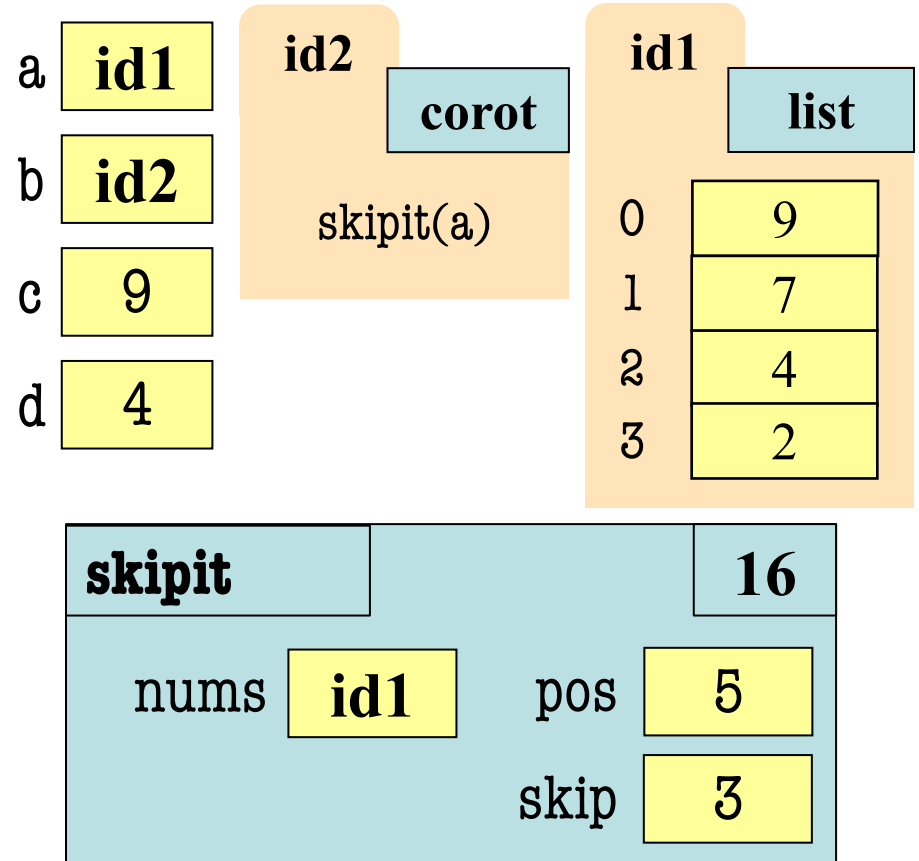 a id1
b id2
c 9
d 4
id2
corot
skipit(a)
id1
list
0 9
1 7
2 4
3 2
skipit 16
nums id1 pos 5
skip 3